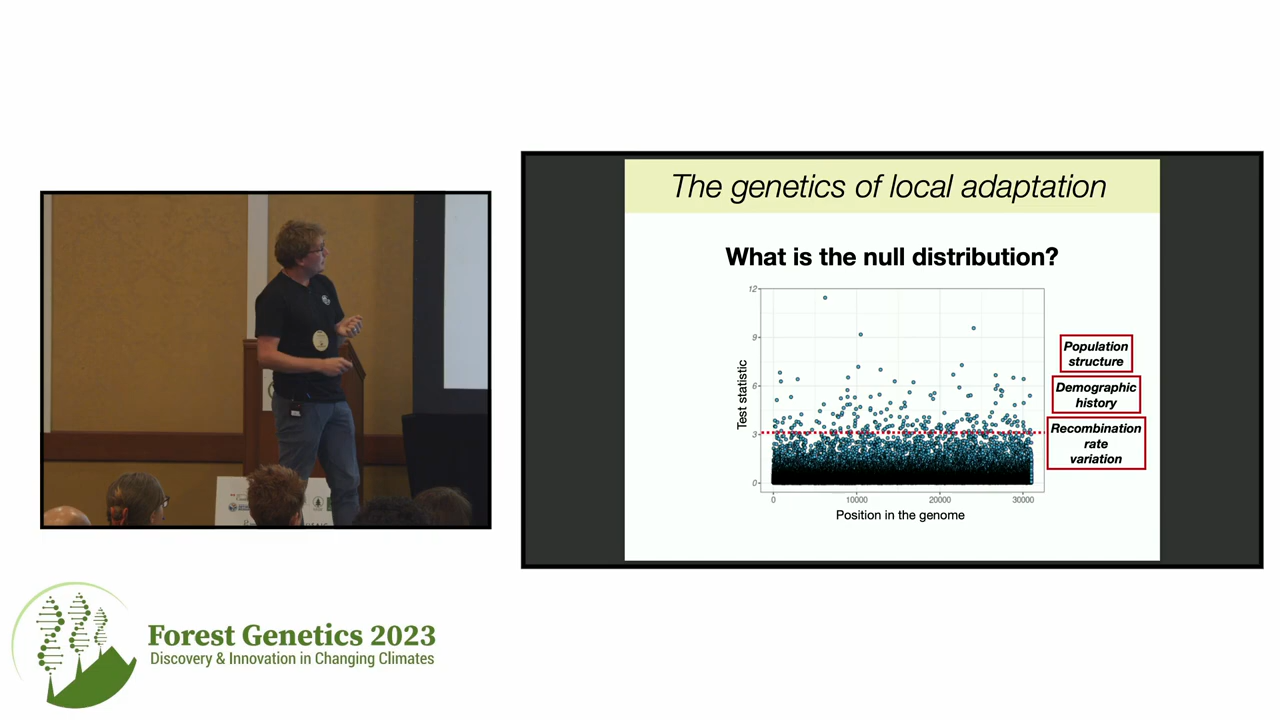 The genetics of local adaptation
What is the null distribution?
12
9
6
3
0
Test statistic
0
10000
20000
30000
Position in the genome
Population
structure
Demographic
history
Recombination
rate
variation
Forest Genetics 2023
Discovery & Innovation in Changing Climates